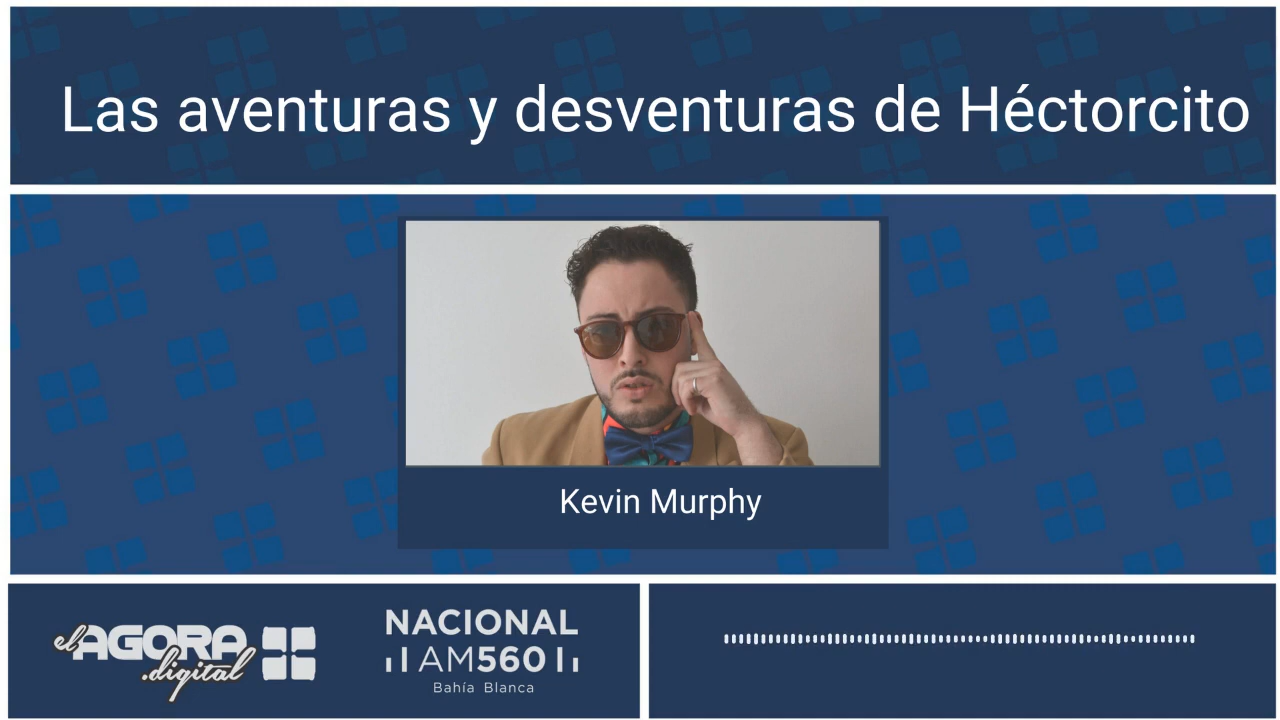 Las aventuras y desventuras de Héctorcito
Kevin Murphy
el AGORA
.digital
NACIONAL
AM560
Bahía Blanca